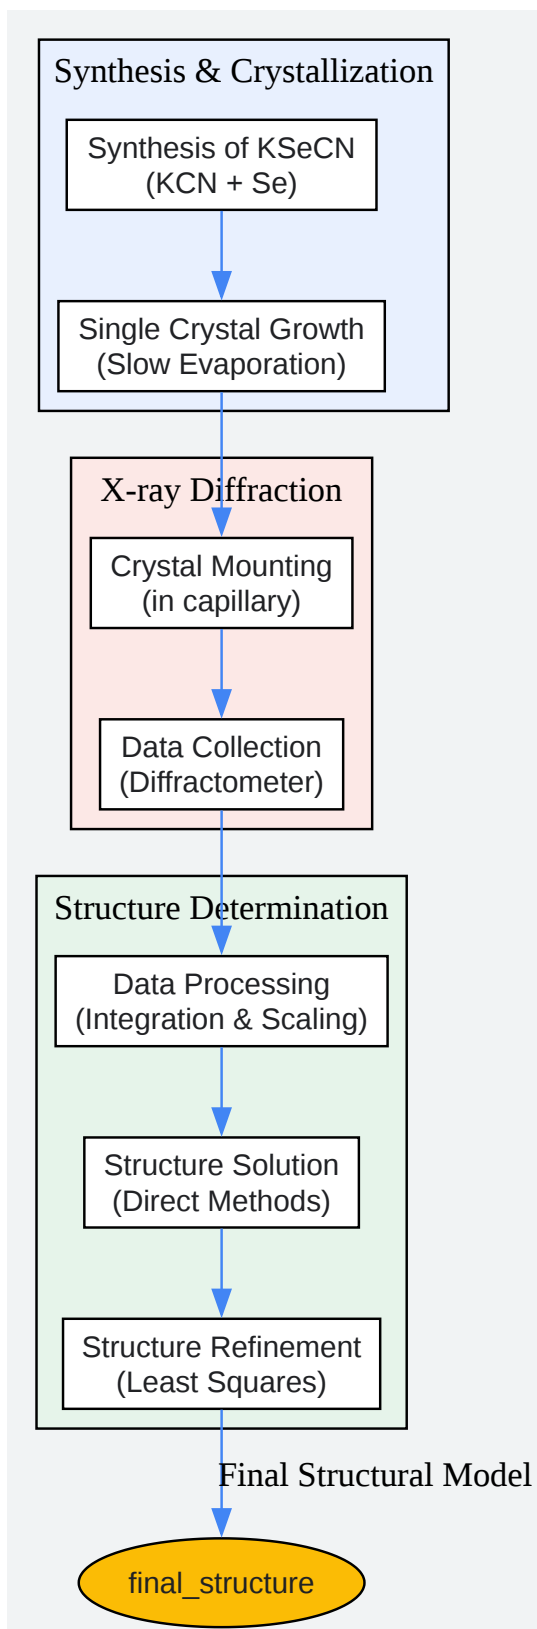 Synthesis & Crystallization
Synthesis of KSeCN
(KCN + Se)
Single Crystal Growth
(Slow Evaporation)
X-ray Diffraction
Crystal Mounting
(in capillary)
Data Collection
(Diffractometer)
Structure Determination
Data Processing
(Integration & Scaling)
Structure Solution
(Direct Methods)
Structure Refinement
(Least Squares)
Final Structural Model
final_structure